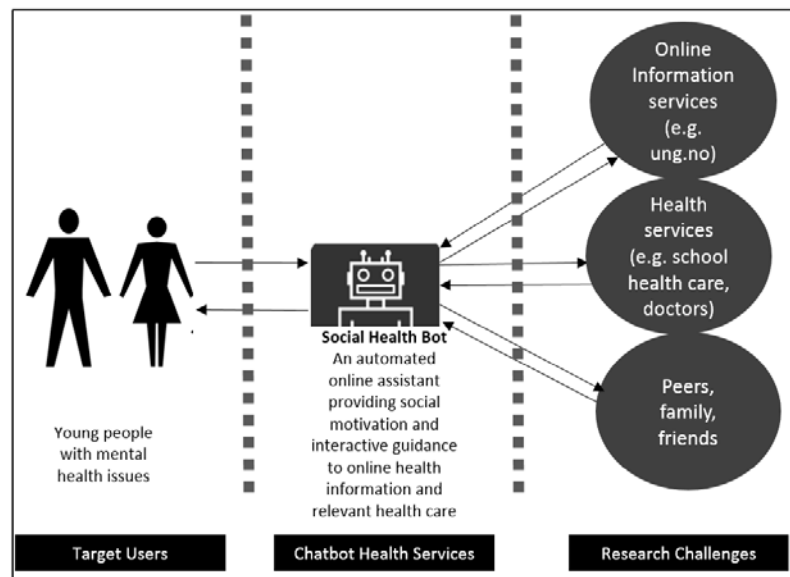 Online
Information
services
(e.g.
ung.no)
Health
services
(e.g. school
health care,
doctors)
Peers,
family,
friends
Social Health Bot
An automated
online assistant
providing social
motivation and
interactive guidance
to online health
information and
relevant health care
Young people
with mental
health issues
Target Users
Chatbot Health Services
Research Challenges